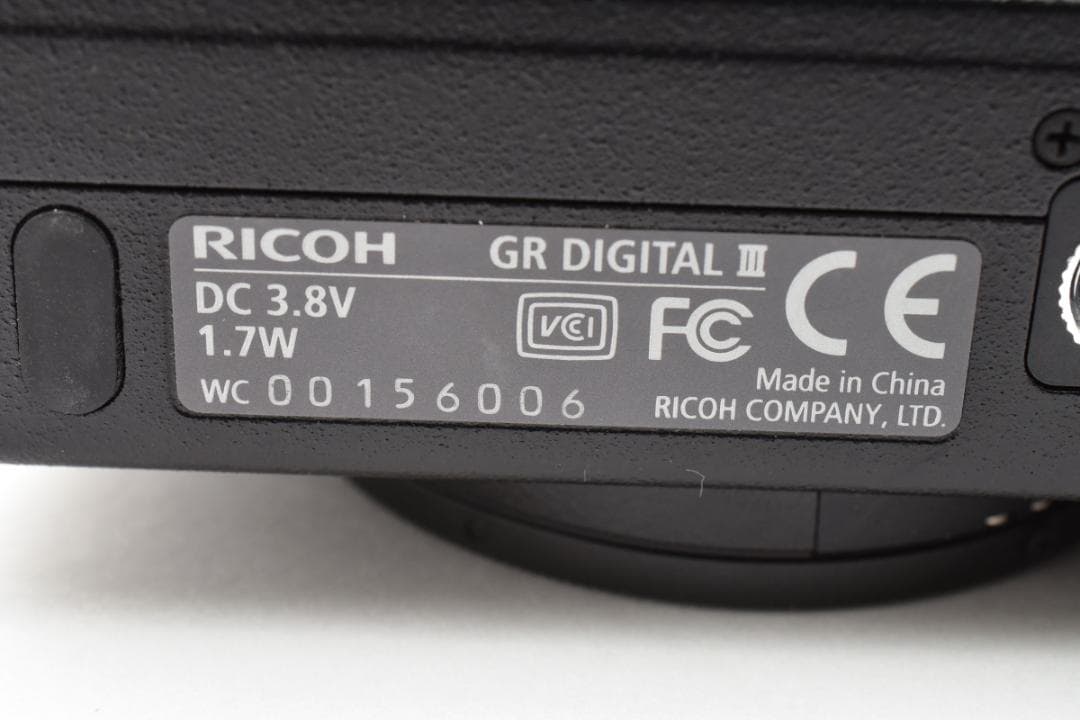 RICOH GR DIGITAL III
DC 3.8V
1.7W
VCCI FC CE
WC 00156006
Made in China
RICOH COMPANY, LTD.